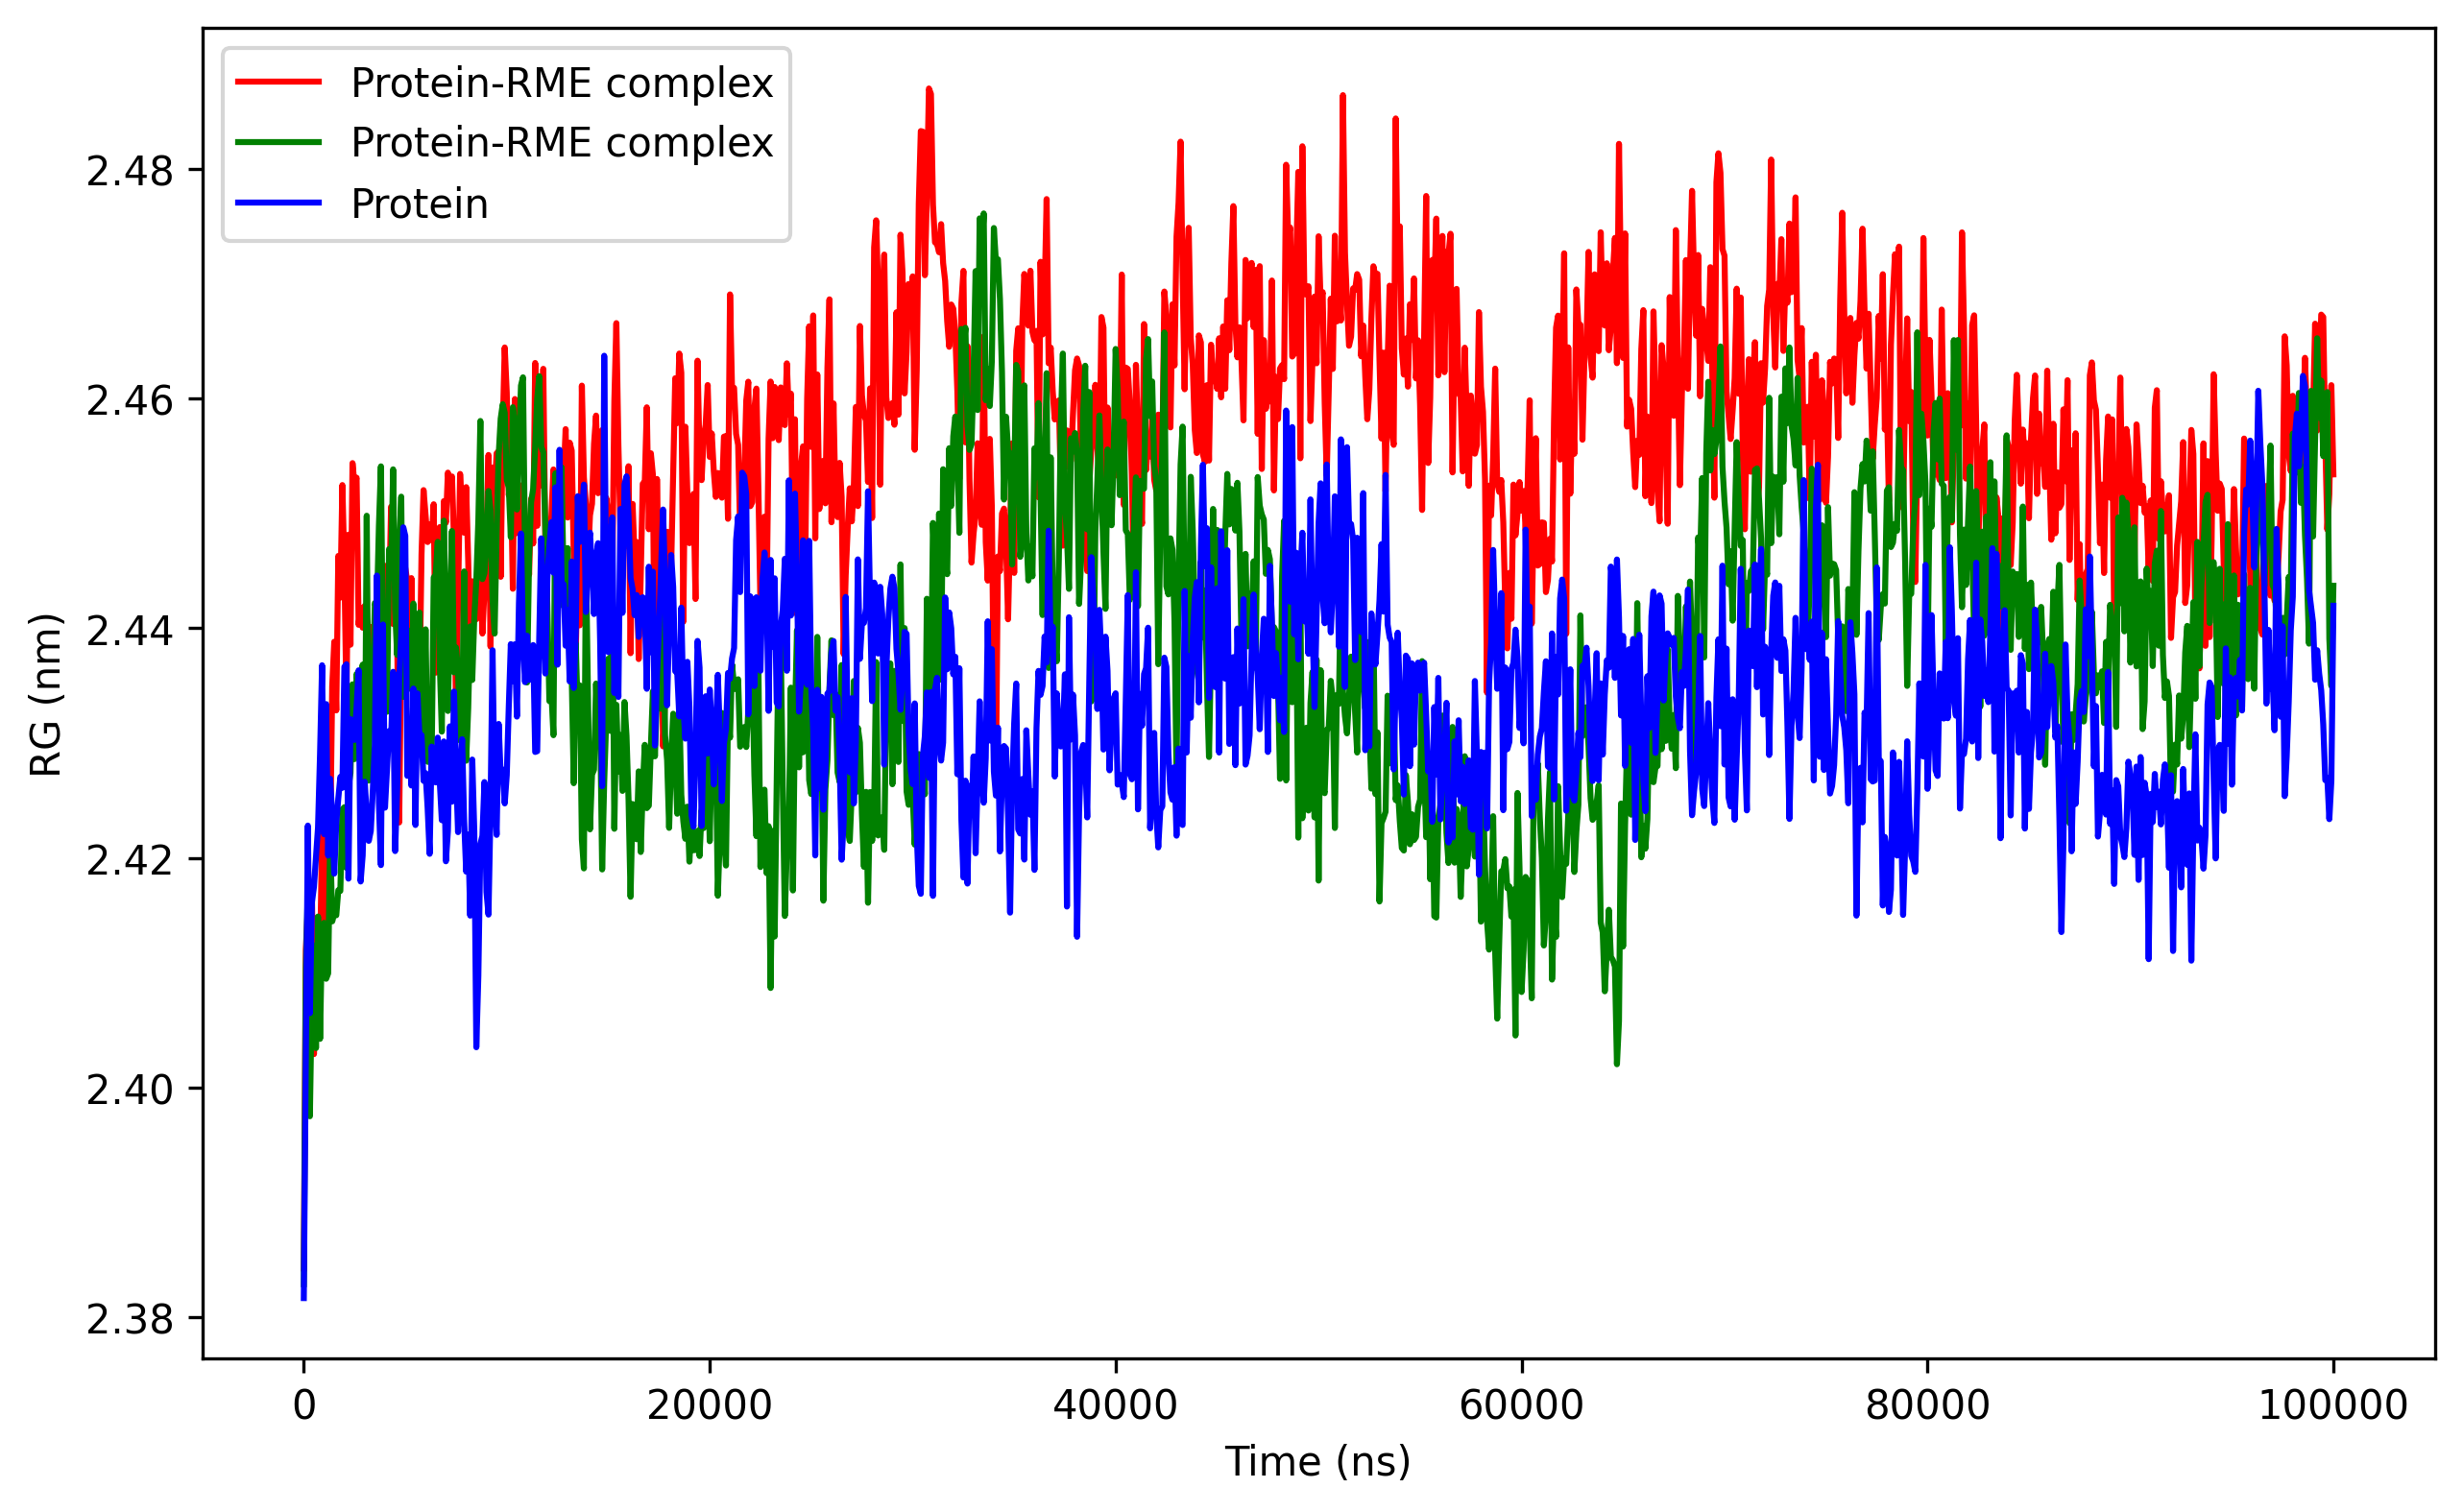 Protein-RME complex
Protein-RME complex
Protein
RG (nm)
2.48
2.46
2.44
2.42
2.40
2.38
0 20000 40000 60000 80000 100000
Time (ns)